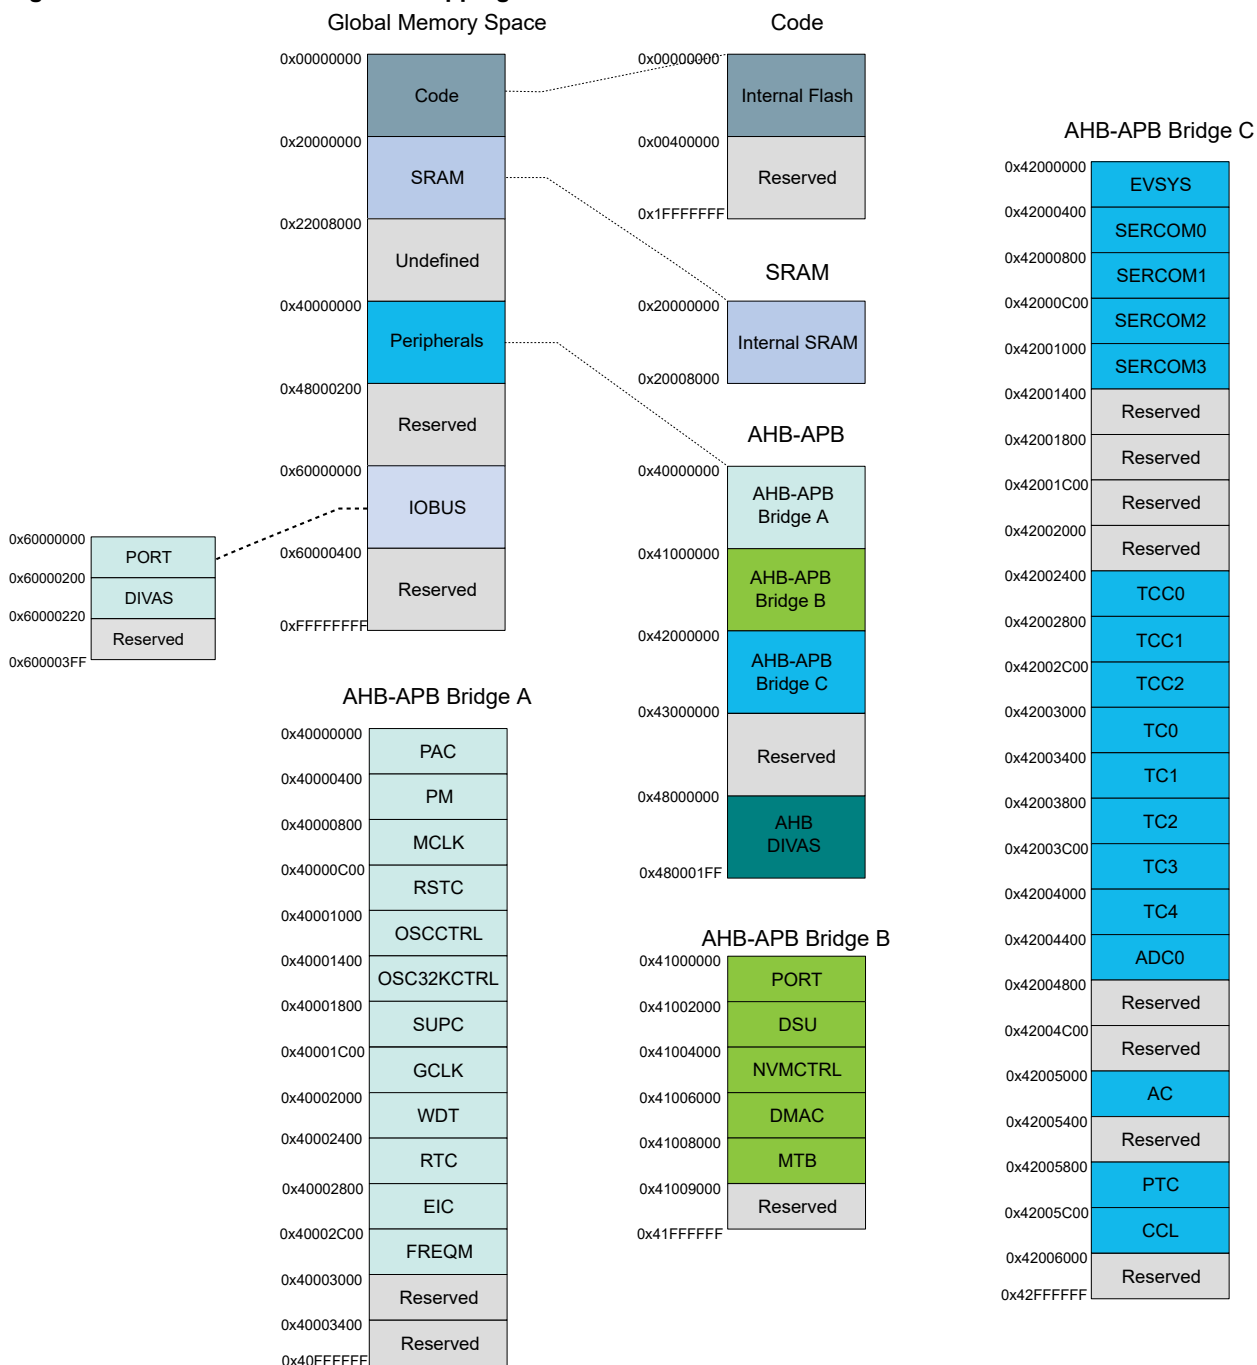 Global Memory Space
0x00000000
Code
0x20000000
SRAM
0x22008000
Undefined
0x40000000
Peripherals
0x48000200
Reserved
0x60000000
IOBUS
0x60000400
Reserved
0xFFFFFFFF
0x60000000
PORT
0x60000200
DIVAS
0x60000220
Reserved
0x600003FF
Code
0x00000000
Internal Flash
0x00400000
Reserved
0x1FFFFFFF
SRAM
0x20000000
Internal SRAM
0x20008000
AHB-APB
0x40000000
AHB-APB
Bridge A
0x41000000
AHB-APB
Bridge B
0x42000000
AHB-APB
Bridge C
0x43000000
Reserved
0x48000000
AHB
DIVAS
0x480001FF
AHB-APB Bridge A
0x40000000
PAC
0x40000400
PM
0x40000800
MCLK
0x40000C00
RSTC
0x40001000
OSCCTRL
0x40001400
OSC32KCTRL
0x40001800
SUPC
0x40001C00
GCLK
0x40002000
WDT
0x40002400
RTC
0x40002800
EIC
0x40002C00
FREQM
0x40003000
Reserved
0x40003400
Reserved
0x40FFFFFF
AHB-APB Bridge B
0x41000000
PORT
0x41002000
DSU
0x41004000
NVMCTRL
0x41006000
DMAC
0x41008000
MTB
0x41009000
Reserved
0x41FFFFFF
AHB-APB Bridge C
0x42000000
EVSYS
0x42000400
SERCOM0
0x42000800
SERCOM1
0x42000C00
SERCOM2
0x42001000
SERCOM3
0x42001400
Reserved
0x42001800
Reserved
0x42001C00
Reserved
0x42002000
Reserved
0x42002400
TCC0
0x42002800
TCC1
0x42002C00
TCC2
0x42003000
TC0
0x42003400
TC1
0x42003800
TC2
0x42003C00
TC3
0x42004000
TC4
0x42004400
ADC0
0x42004800
Reserved
0x42004C00
Reserved
0x42005000
AC
0x42005400
Reserved
0x42005800
PTC
0x42005C00
CCL
0x42006000
Reserved
0x42FFFFFF